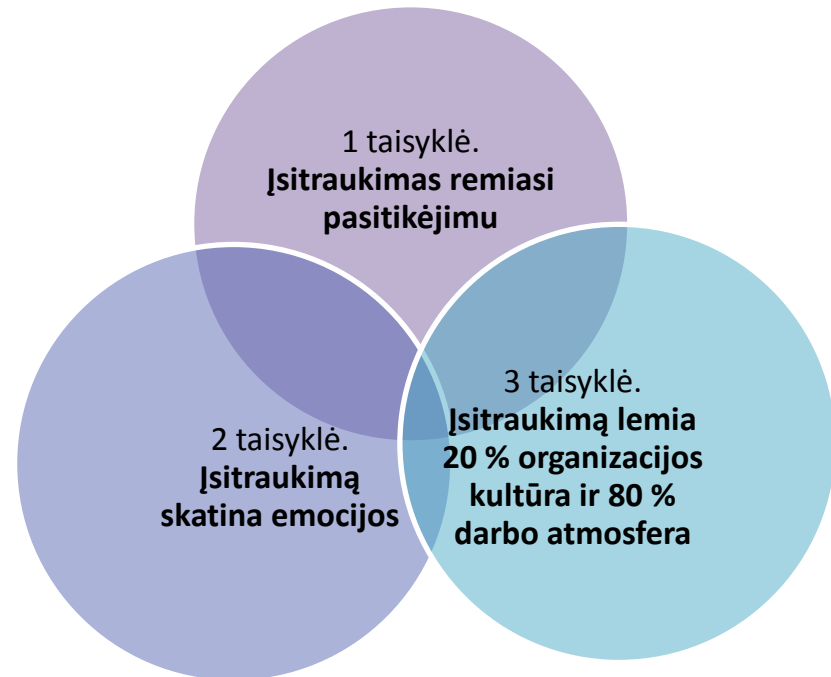 1 taisyklė.
Įsitraukimas remiasi
pasitikėjimu
2 taisyklė.
Įsitraukimą
skatina emocijos
3 taisyklė.
Įsitraukimą lemia
20 % organizacijos
kultūra ir 80 %
darbo atmosfera